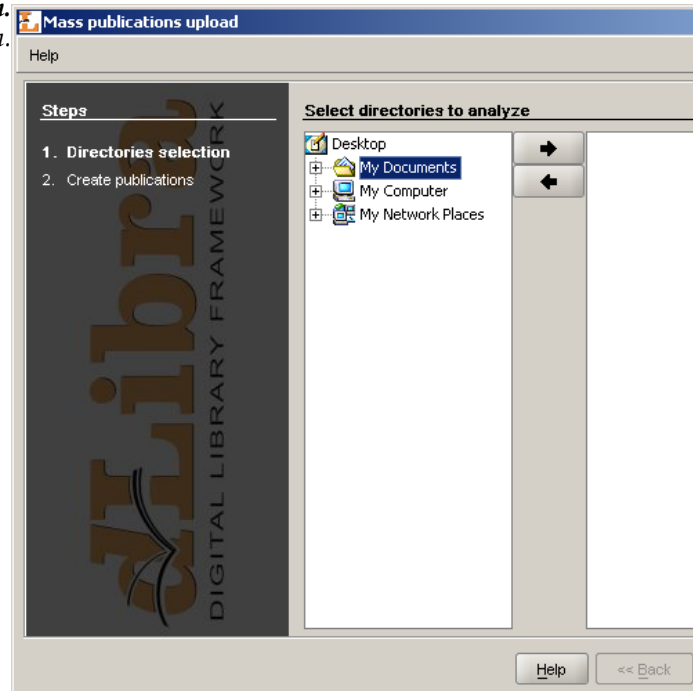 Mass publications upload
Help
Steps
1. Directories selection
2. Create publications
dLibra
DIGITAL LIBRARY FRAMEWORK
Select directories to analyze
Desktop
My Documents
My Computer
My Network Places
Help
<< Back